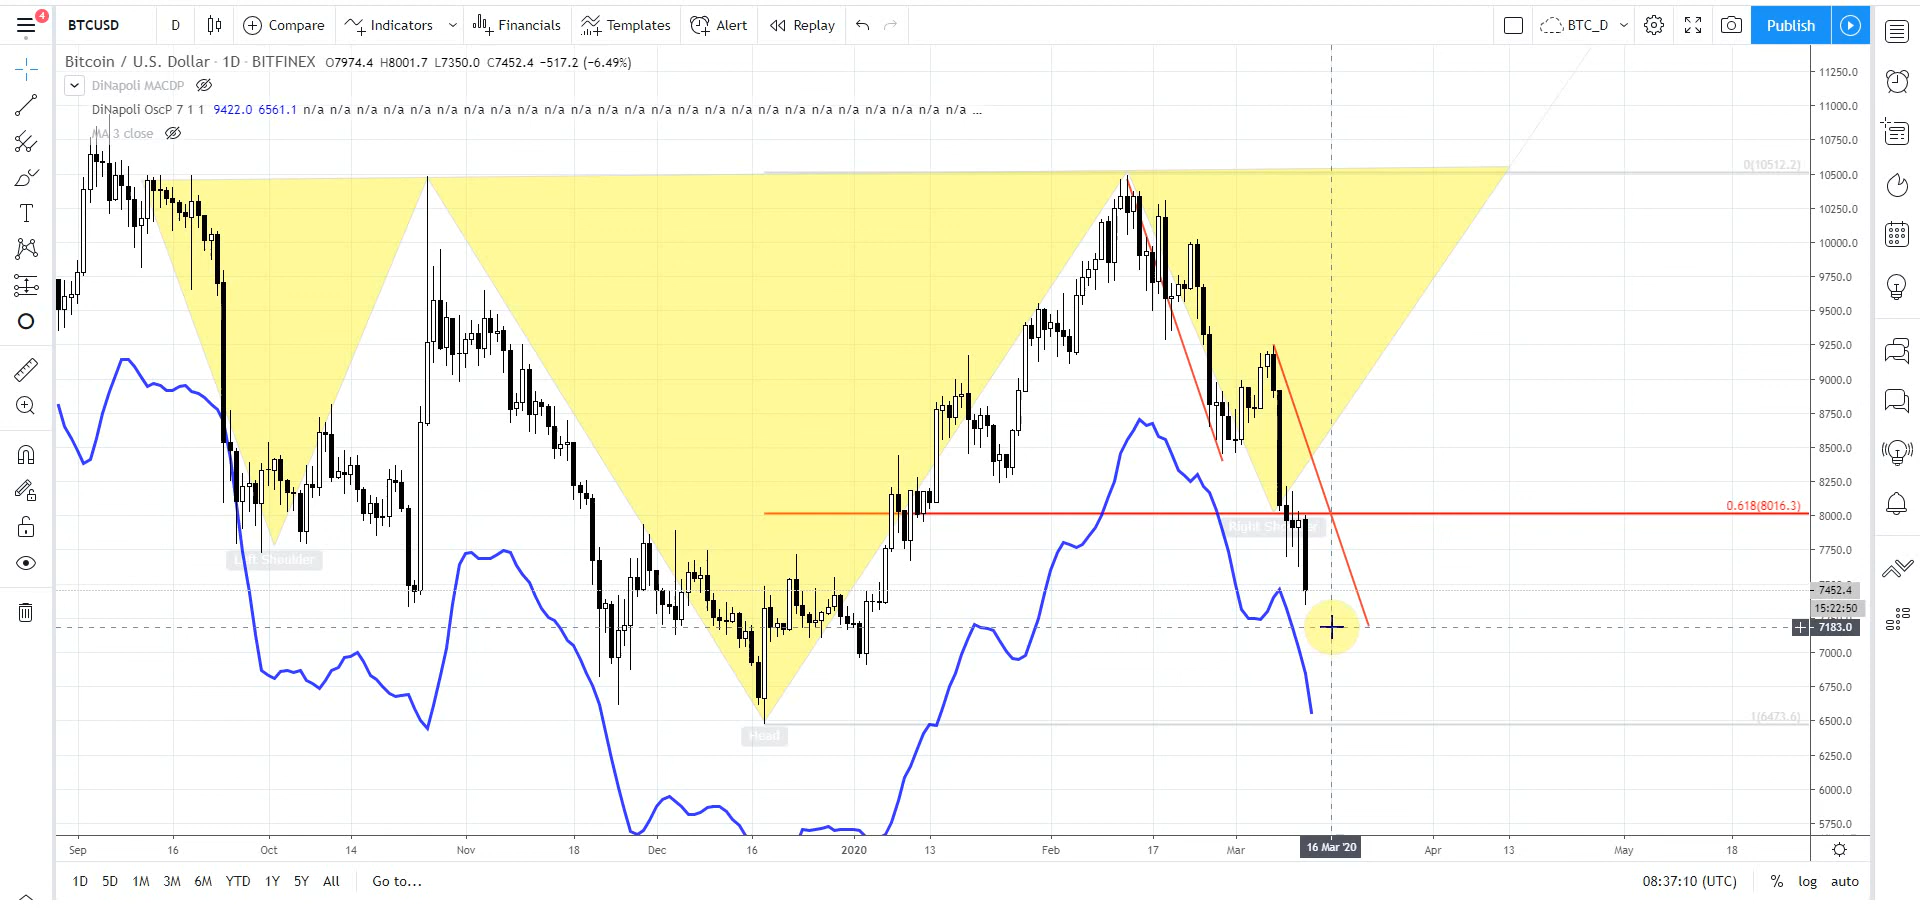 4
BTCUSD D Compare Indicators Financials Templates Alert Replay BTC_D Publish
Bitcoin / U.S. Dollar · 1D · BITFINEX O7974.4 H8001.7 L7350.0 C7452.4 −517.2 (−6.49%)
DiNapoli MACDP
DiNapoli OscP 7 1 1 9422.0 6561.1 n/a n/a n/a n/a n/a n/a n/a n/a n/a n/a n/a n/a n/a n/a n/a n/a n/a n/a n/a n/a n/a n/a n/a n/a n/a ...
MA 3 close
11250.0
11000.0
10750.0
0(10512.2)
10500.0
10250.0
10000.0
9750.0
9500.0
9250.0
9000.0
8750.0
8500.0
8250.0
0.618(8016.3)
8000.0
Right
Shoulder
7750.0
7452.4
15:22:50
7183.0
7000.0
6750.0
1(6473.6)
6500.0
Head
6250.0
6000.0
5750.0
Sep 16 Oct 14 Nov 18 Dec 16 2020 13 Feb 17 Mar 16 Mar '20 Apr 13 May 18
1D 5D 1M 3M 6M YTD 1Y 5Y All Go to... 08:37:10 (UTC) % log auto